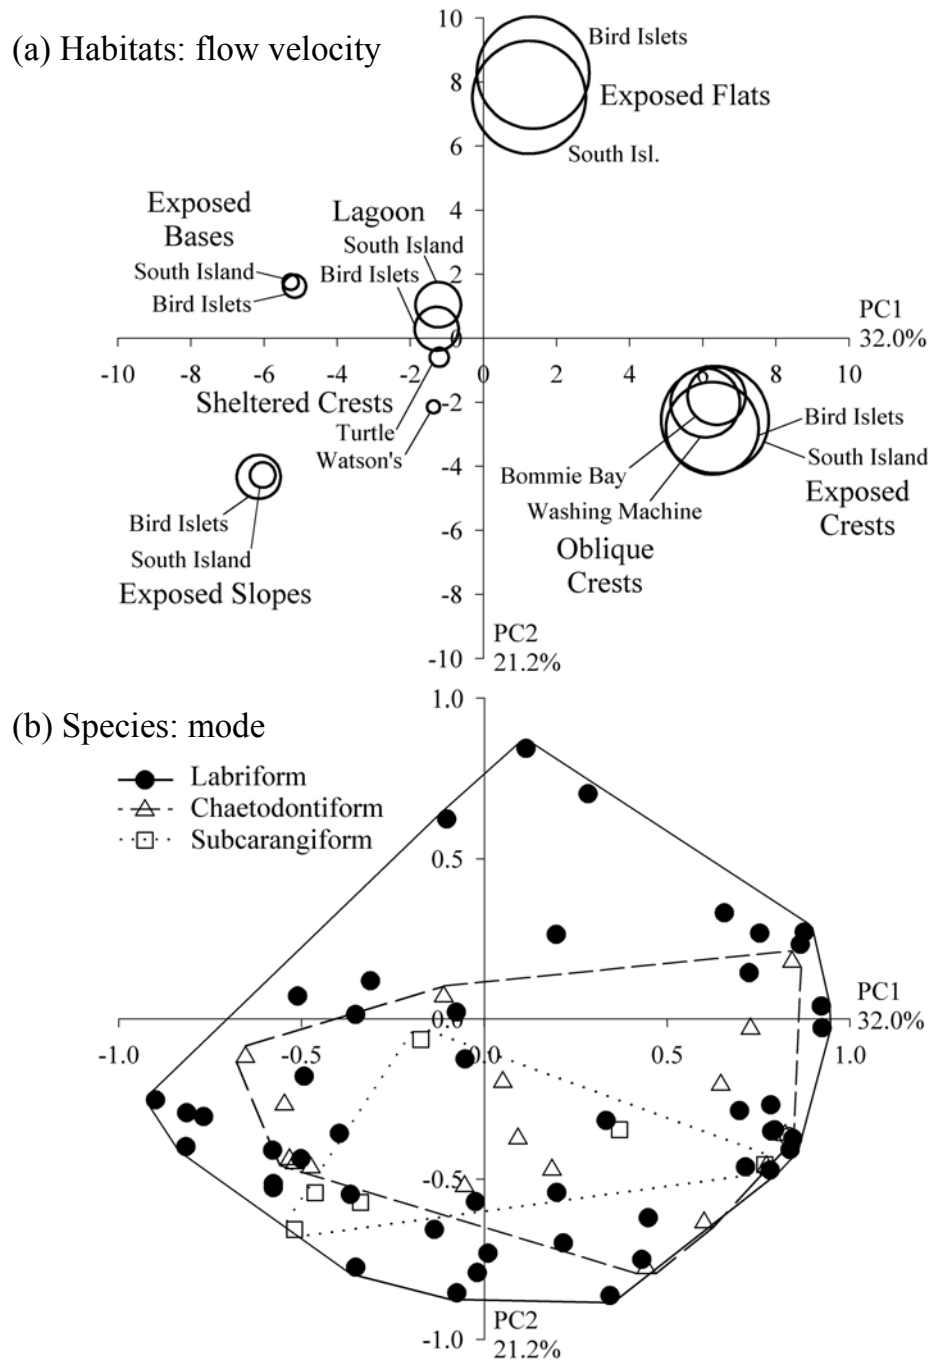 (a) Habitats: flow velocity
10
8
6
4
2
0
-2
-4
-6
-8
-10
-10
-8
-6
-4
-2
0
2
4
6
8
10
Bird Islets
Exposed Flats
South Isl.
Exposed
Bases
South Island
Bird Islets
Lagoon
South Island
Bird Islets
PC1
32.0%
Sheltered Crests
Turtle
Watson's
Bird Islets
South Island
Exposed Slopes
Bird Islets
South Island
Exposed
Crests
Bommie Bay
Washing Machine
Oblique
Crests
PC2
21.2%
(b) Species: mode
Labriform
Chaetodontiform
Subcarangiform
1.0
0.5
0.0
-0.5
-1.0
-1.0
-0.5
0.0
0.5
1.0
PC1
32.0%
PC2
21.2%